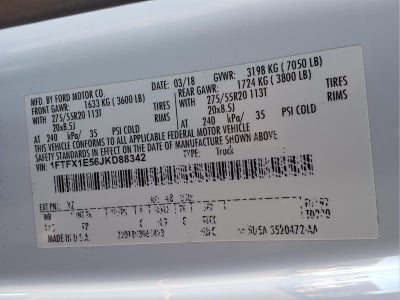 MFD. BY FORD MOTOR CO.
DATE: 03/18 GVWR: 3198 KG ( 7050 LB)
FRONT GAWR: 1633 KG ( 3600 LB) REAR GAWR: 1724 KG ( 3800 LB)
WITH 275/55R20 113T TIRES WITH 275/55R20 113T TIRES
20x8.5J RIMS 20x8.5J RIMS
AT 240 kPa/ 35 PSI COLD AT 240 kPa/ 35 PSI COLD
THIS VEHICLE CONFORMS TO ALL APPLICABLE FEDERAL MOTOR VEHICLE
SAFETY STANDARDS IN EFFECT ON THE DATE OF MANUFACTURE SHOWN ABOVE.
VIN: 1FTFX1E56JKD88342 TYPE: Truck
EXT PNT: YZ
MADE IN U.S.A.